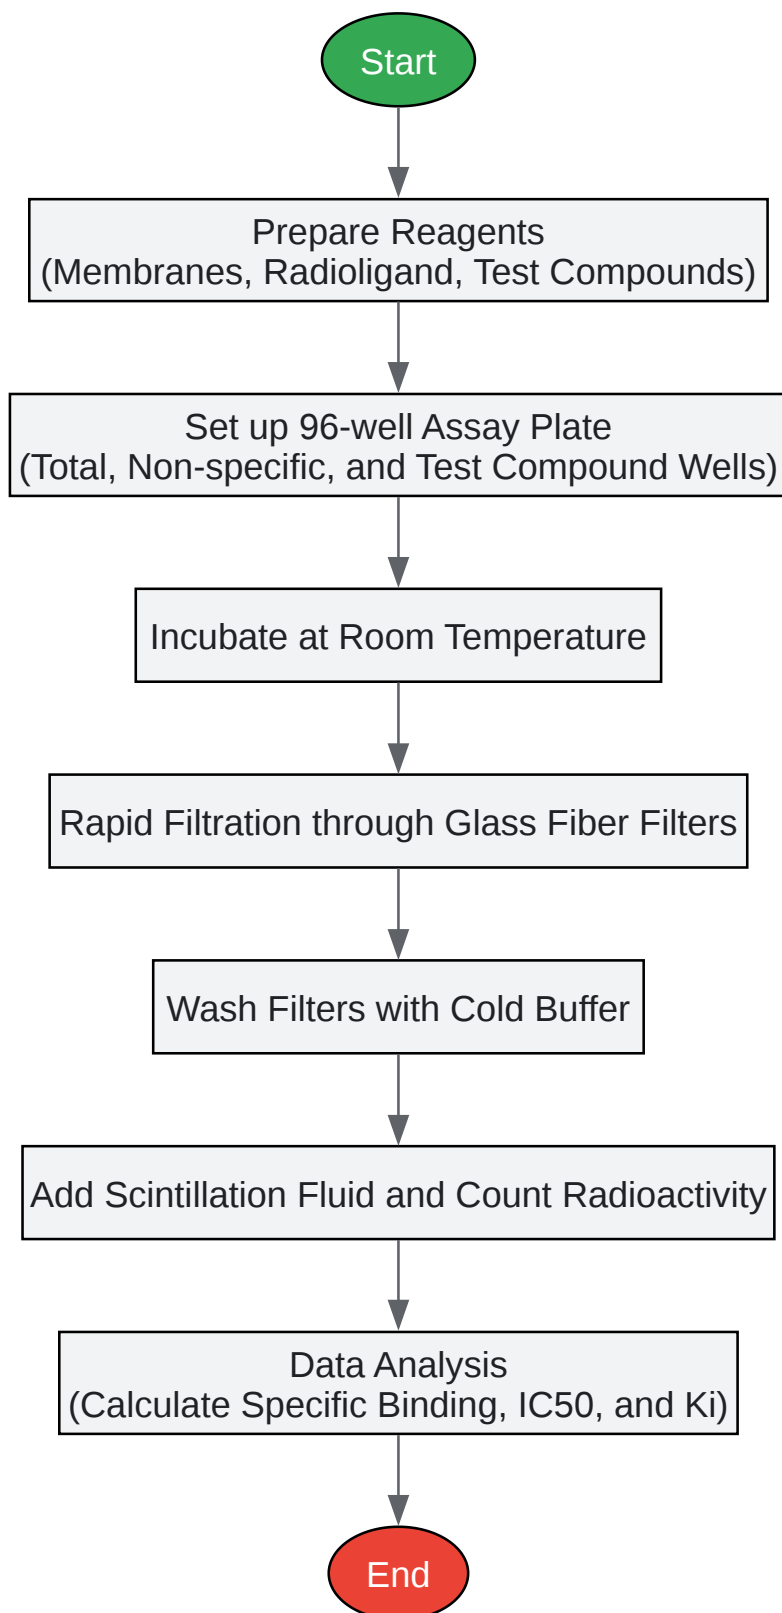 Start
Prepare Reagents
(Membranes, Radioligand, Test Compounds)
Set up 96-well Assay Plate
(Total, Non-specific, and Test Compound Wells)
Incubate at Room Temperature
Rapid Filtration through Glass Fiber Filters
Wash Filters with Cold Buffer
Add Scintillation Fluid and Count Radioactivity
Data Analysis
(Calculate Specific Binding, IC50, and Ki)
End